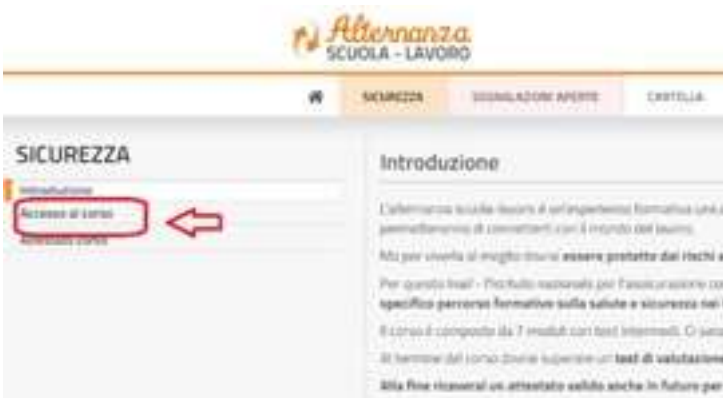 Alternanza
SCUOLA - LAVORO
SICUREZZA SEGNALAZIONI APERTE CARTELLA
SICUREZZA
Introduzione
Accesso al corso
Attestato corso
Introduzione
L'alternanza scuola-lavoro è un'esperienza formativa
permetteranno di connetterti con il mondo del lavoro.
Ma per viverla al meglio dovrai essere protetto dai rischi
Per questo Inail - l'Istituto nazionale per l'assicurazione
specifico percorso formativo sulla salute e sicurezza nei
Il corso è composto da 7 moduli con test intermedi. Ci
Al termine del corso dovrai superare un test di valutazione
Alla fine riceverai un attestato valido anche in futuro per